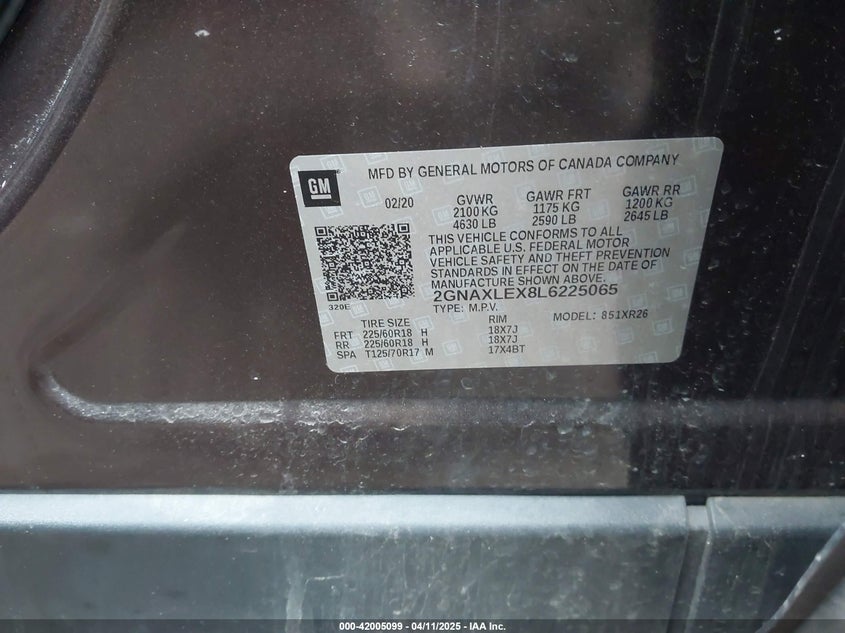 MFD BY GENERAL MOTORS OF CANADA COMPANY
GM
02/20 GVWR GAWR FRT GAWR RR
2100 KG 1175 KG 1200 KG
4630 LB 2590 LB 2645 LB
THIS VEHICLE CONFORMS TO ALL
APPLICABLE U.S. FEDERAL MOTOR
VEHICLE SAFETY AND THEFT PREVENTION
STANDARDS IN EFFECT ON THE DATE OF
MANUFACTURE SHOWN ABOVE.
2GNAXLEX8L6225065
320E TYPE: M.P.V.
TIRE SIZE RIM MODEL: 851XR26
FRT 225/60R18 H 18X7J
RR 225/60R18 H 18X7J
SPA T125/70R17 M 17X4BT
000-42005099 - 04/11/2025 - IAA Inc.